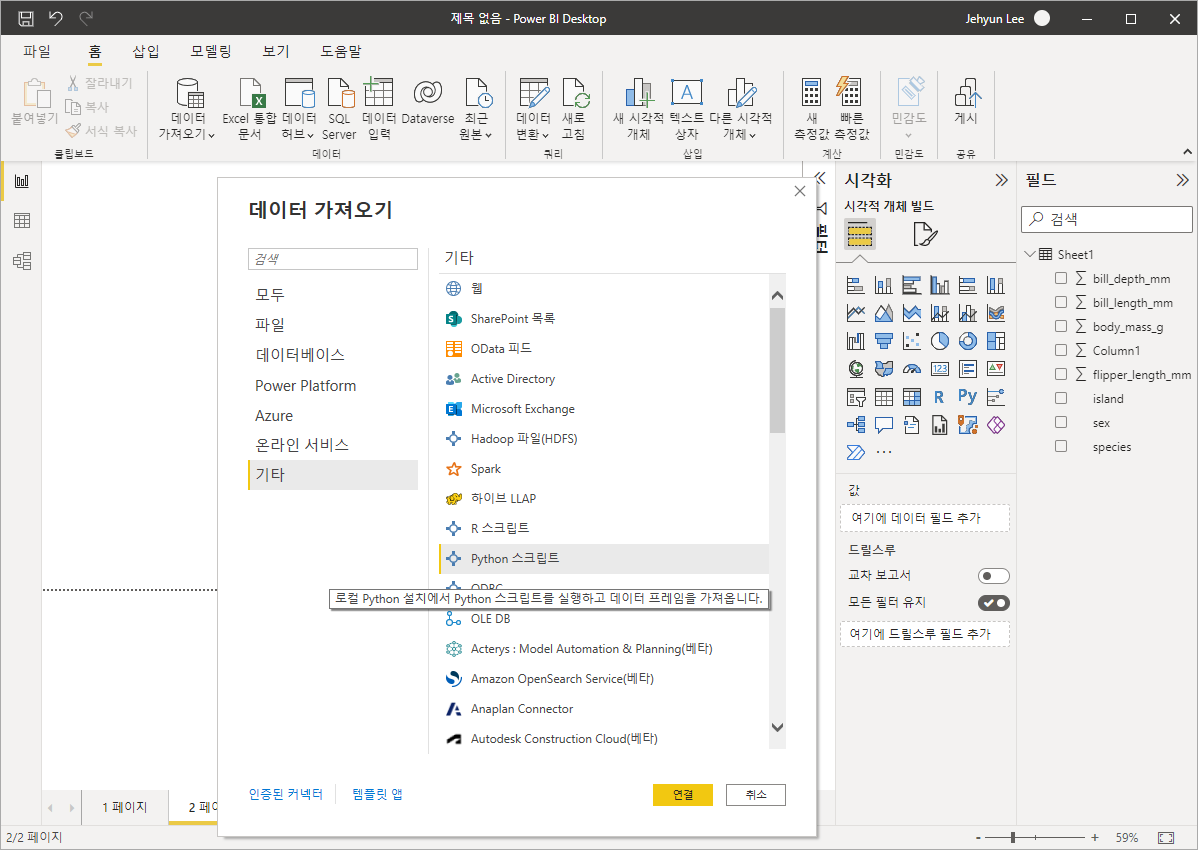 제목 없음 - Power BI Desktop
Jehyun Lee
파일
홈
삽입
모델링
보기
도움말
붙여넣기
잘라내기
복사
서식 복사
클립보드
데이터
가져오기
Excel 통합
문서
데이터
허브
SQL
Server
데이터
입력
Dataverse
최근
원본
데이터
데이터
변환
새로
고침
쿼리
새 시각적
개체
텍스트
상자
다른 시각적
개체
삽입
새
측정값
빠른
측정값
계산
민감도
민감도
게시
공유
데이터 가져오기
검색
모두
파일
데이터베이스
Power Platform
Azure
온라인 서비스
기타
기타
웹
SharePoint 목록
OData 피드
Active Directory
Microsoft Exchange
Hadoop 파일(HDFS)
Spark
하이브 LLAP
R 스크립트
Python 스크립트
ODBC
로컬 Python 설치에서 Python 스크립트를 실행하고 데이터 프레임을 가져옵니다.
OLE DB
Acterys : Model Automation & Planning(베타)
Amazon OpenSearch Service(베타)
Anaplan Connector
Autodesk Construction Cloud(베타)
인증된 커넥터
템플릿 앱
연결
취소
필터
시각화
시각적 개체 빌드
123
R
Py
값
여기에 데이터 필드 추가
드릴스루
교차 보고서
모든 필터 유지
여기에 드릴스루 필드 추가
필드
검색
Sheet1
bill_depth_mm
bill_length_mm
body_mass_g
Column1
flipper_length_mm
island
sex
species
1 페이지
2 페이
2/2 페이지
59%